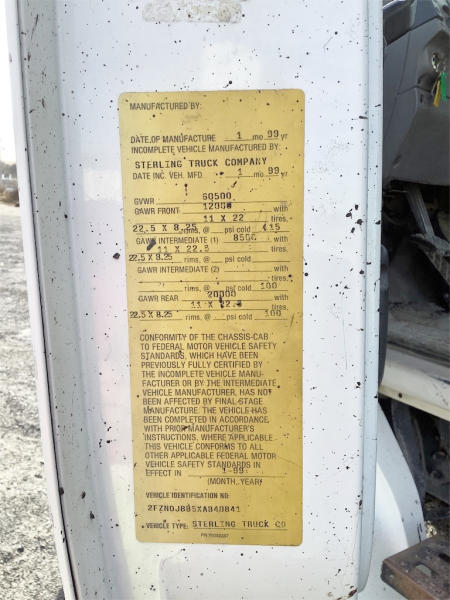 MANUFACTURED BY:
DATE OF MANUFACTURE 1 mo. 99 yr
INCOMPLETE VEHICLE MANUFACTURED BY:
STERLING TRUCK COMPANY
DATE INC. VEH. MFD. 1 mo. 99 yr.
GVWR 60500
GAWR FRONT with
11 X 22 tires,
22.5 X 8.25 rims, @ psi cold
GAWR INTERMEDIATE (1) with
11 X 22.5 tires,
22.5 X 8.25 rims, @ psi cold
GAWR INTERMEDIATE (2) with
tires,
rims, @ psi cold 100
GAWR REAR 20000 with
11 X tires,
22.5 X 8.25 rims, @ psi cold 100
CONFORMITY OF THE CHASSIS-CAB
TO FEDERAL MOTOR VEHICLE SAFETY
STANDARDS, WHICH HAVE BEEN
PREVIOUSLY FULLY CERTIFIED BY
THE INCOMPLETE VEHICLE MANU-
FACTURER OR BY THE INTERMEDIATE
VEHICLE MANUFACTURER, HAS NOT
BEEN AFFECTED BY FINAL-STAGE
MANUFACTURE. THE VEHICLE HAS
BEEN COMPLETED IN ACCORDANCE
WITH PRIOR MANUFACTURER'S
INSTRUCTIONS, WHERE APPLICABLE
THIS VEHICLE CONFORMS TO ALL
OTHER APPLICABLE FEDERAL MOTOR
VEHICLE SAFETY STANDARDS IN
EFFECT IN 1-99
(MONTH, YEAR)
VEHICLE IDENTIFICATION NO:
VEHICLE TYPE: STERLING TRUCK CO